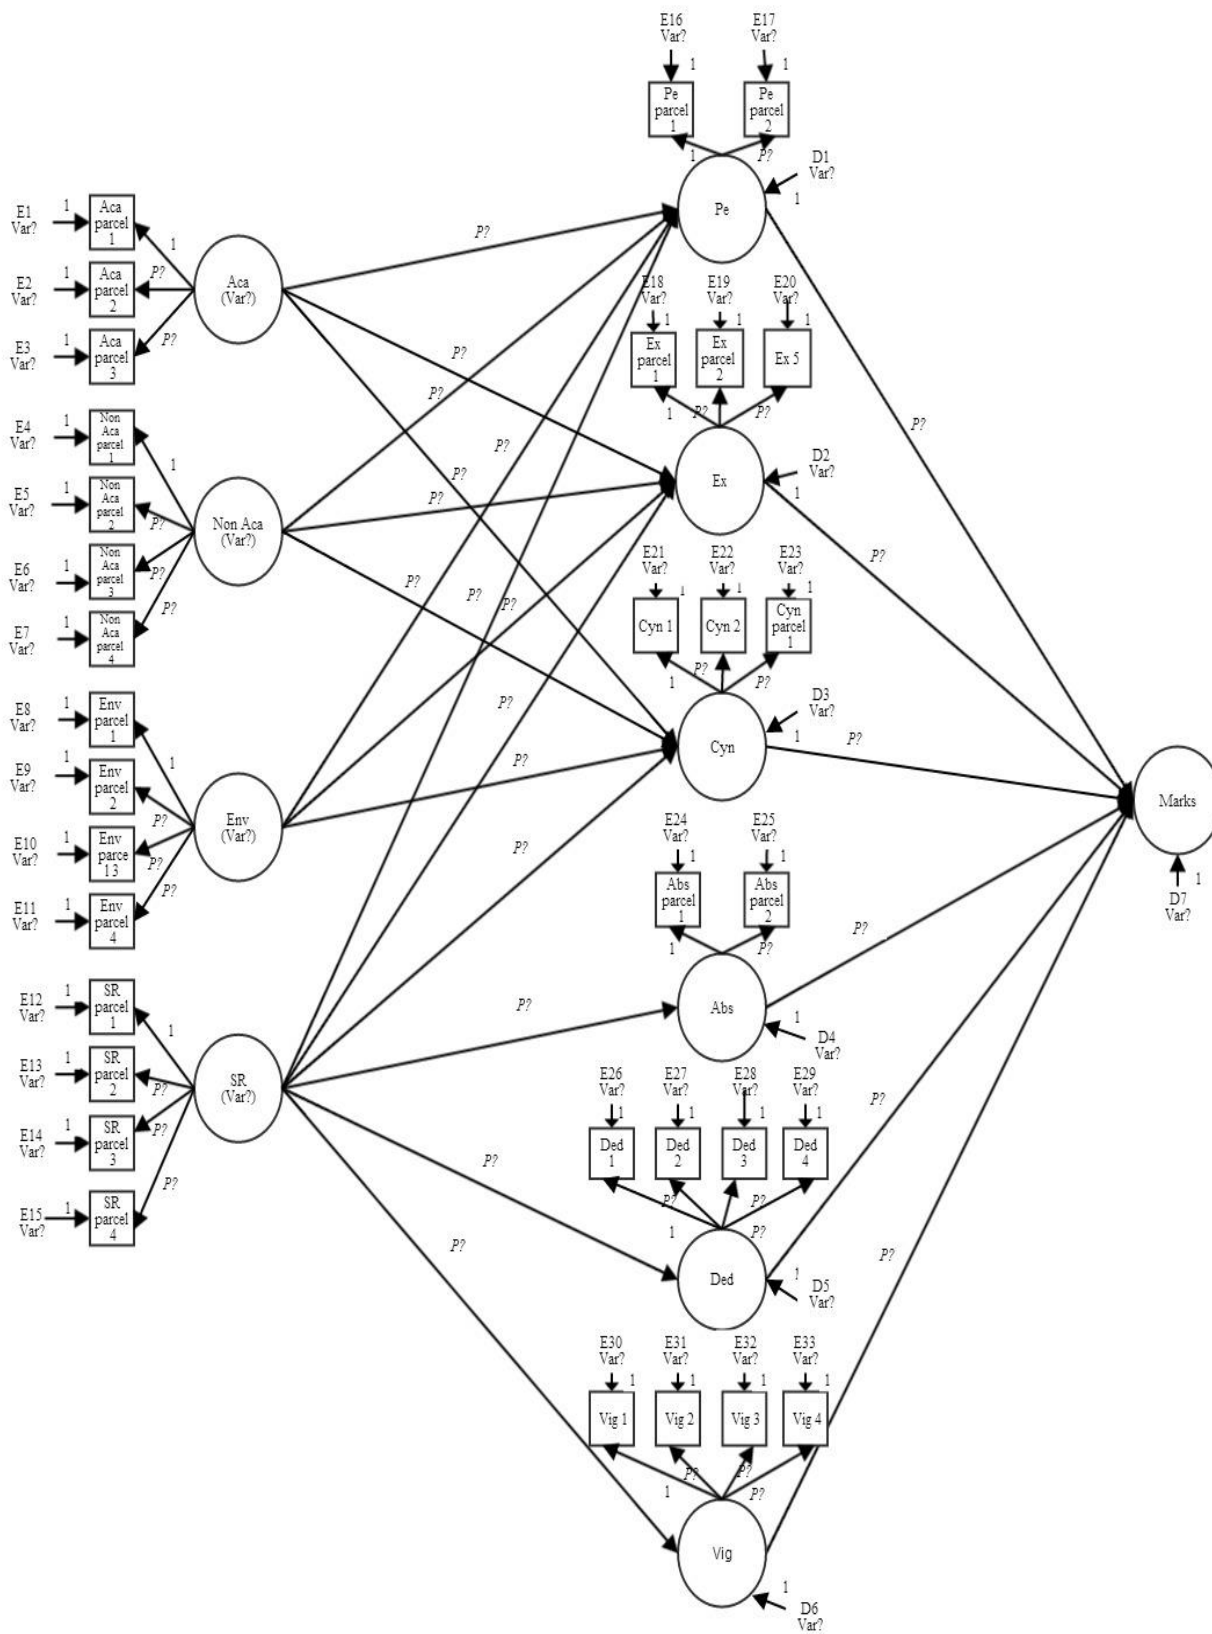 E16
Var?
1
E17
Var?
1
Pe
parcel
1
Pe
parcel
2
1
P?
D1
Var?
1
Pe
E1
Var?
1
Aca
parcel
1
1
E2
Var?
1
Aca
parcel
2
P?
E3
Var?
1
Aca
parcel
3
P?
Aca
(Var?)
P?
P?
P?
P?
P?
P?
P?
P?
P?
P?
P?
P?
P?
E18
Var?
1
E19
Var?
1
E20
Var?
1
Ex
parcel
1
Ex
parcel
2
Ex 5
1
P?
P?
Ex
D2
Var?
1
P?
P?
E4
Var?
1
Non
Aca
parcel
1
1
E5
Var?
1
Non
Aca
parcel
2
P?
E6
Var?
1
Non
Aca
parcel
3
P?
E7
Var?
1
Non
Aca
parcel
4
P?
Non Aca
(Var?)
E21
Var?
1
E22
Var?
1
E23
Var?
1
Cyn 1
Cyn 2
Cyn
parcel
1
1
P?
P?
Cyn
D3
Var?
1
P?
Marks
1
D7
Var?
E8
Var?
1
Env
parcel
1
1
E9
Var?
1
Env
parcel
2
P?
E10
Var?
1
Env
parce
13
P?
E11
Var?
1
Env
parcel
4
P?
Env
(Var?)
E24
Var?
1
E25
Var?
1
Abs
parcel
1
Abs
parcel
2
1
P?
Abs
1
D4
Var?
P?
E12
Var?
1
SR
parcel
1
1
E13
Var?
1
SR
parcel
2
P?
E14
Var?
1
SR
parcel
3
P?
E15
Var?
1
SR
parcel
4
P?
SR
(Var?)
P?
P?
E26
Var?
1
E27
Var?
1
E28
Var?
1
E29
Var?
1
Ded
1
Ded
2
Ded
3
Ded
4
1
P?
P?
P?
Ded
1
D5
Var?
P?
P?
E30
Var?
1
E31
Var?
1
E32
Var?
1
E33
Var?
1
Vig 1
Vig 2
Vig 3
Vig 4
1
P?
P?
P?
Vig
1
D6
Var?